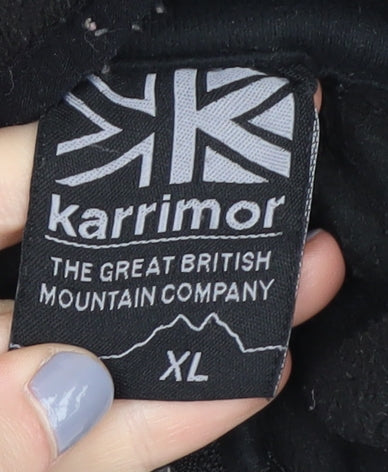 karrimor
THE GREAT BRITISH
MOUNTAIN COMPANY
XL